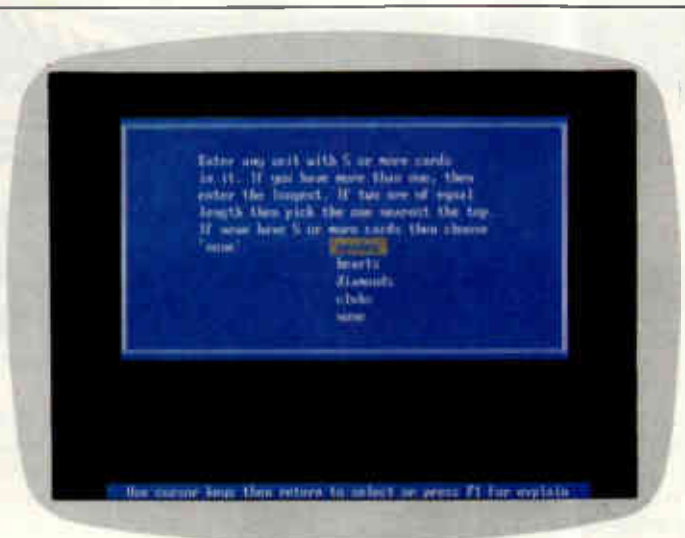 Enter any suit with 5 or more cards
in it. If you have more than one, then
enter the longest. If two are of equal
length then pick the one nearest the top
If none have 5 or more cards then choose
'none'
hearts
diamonds
clubs
none
Use cursor keys then return to select or press F1 for explain